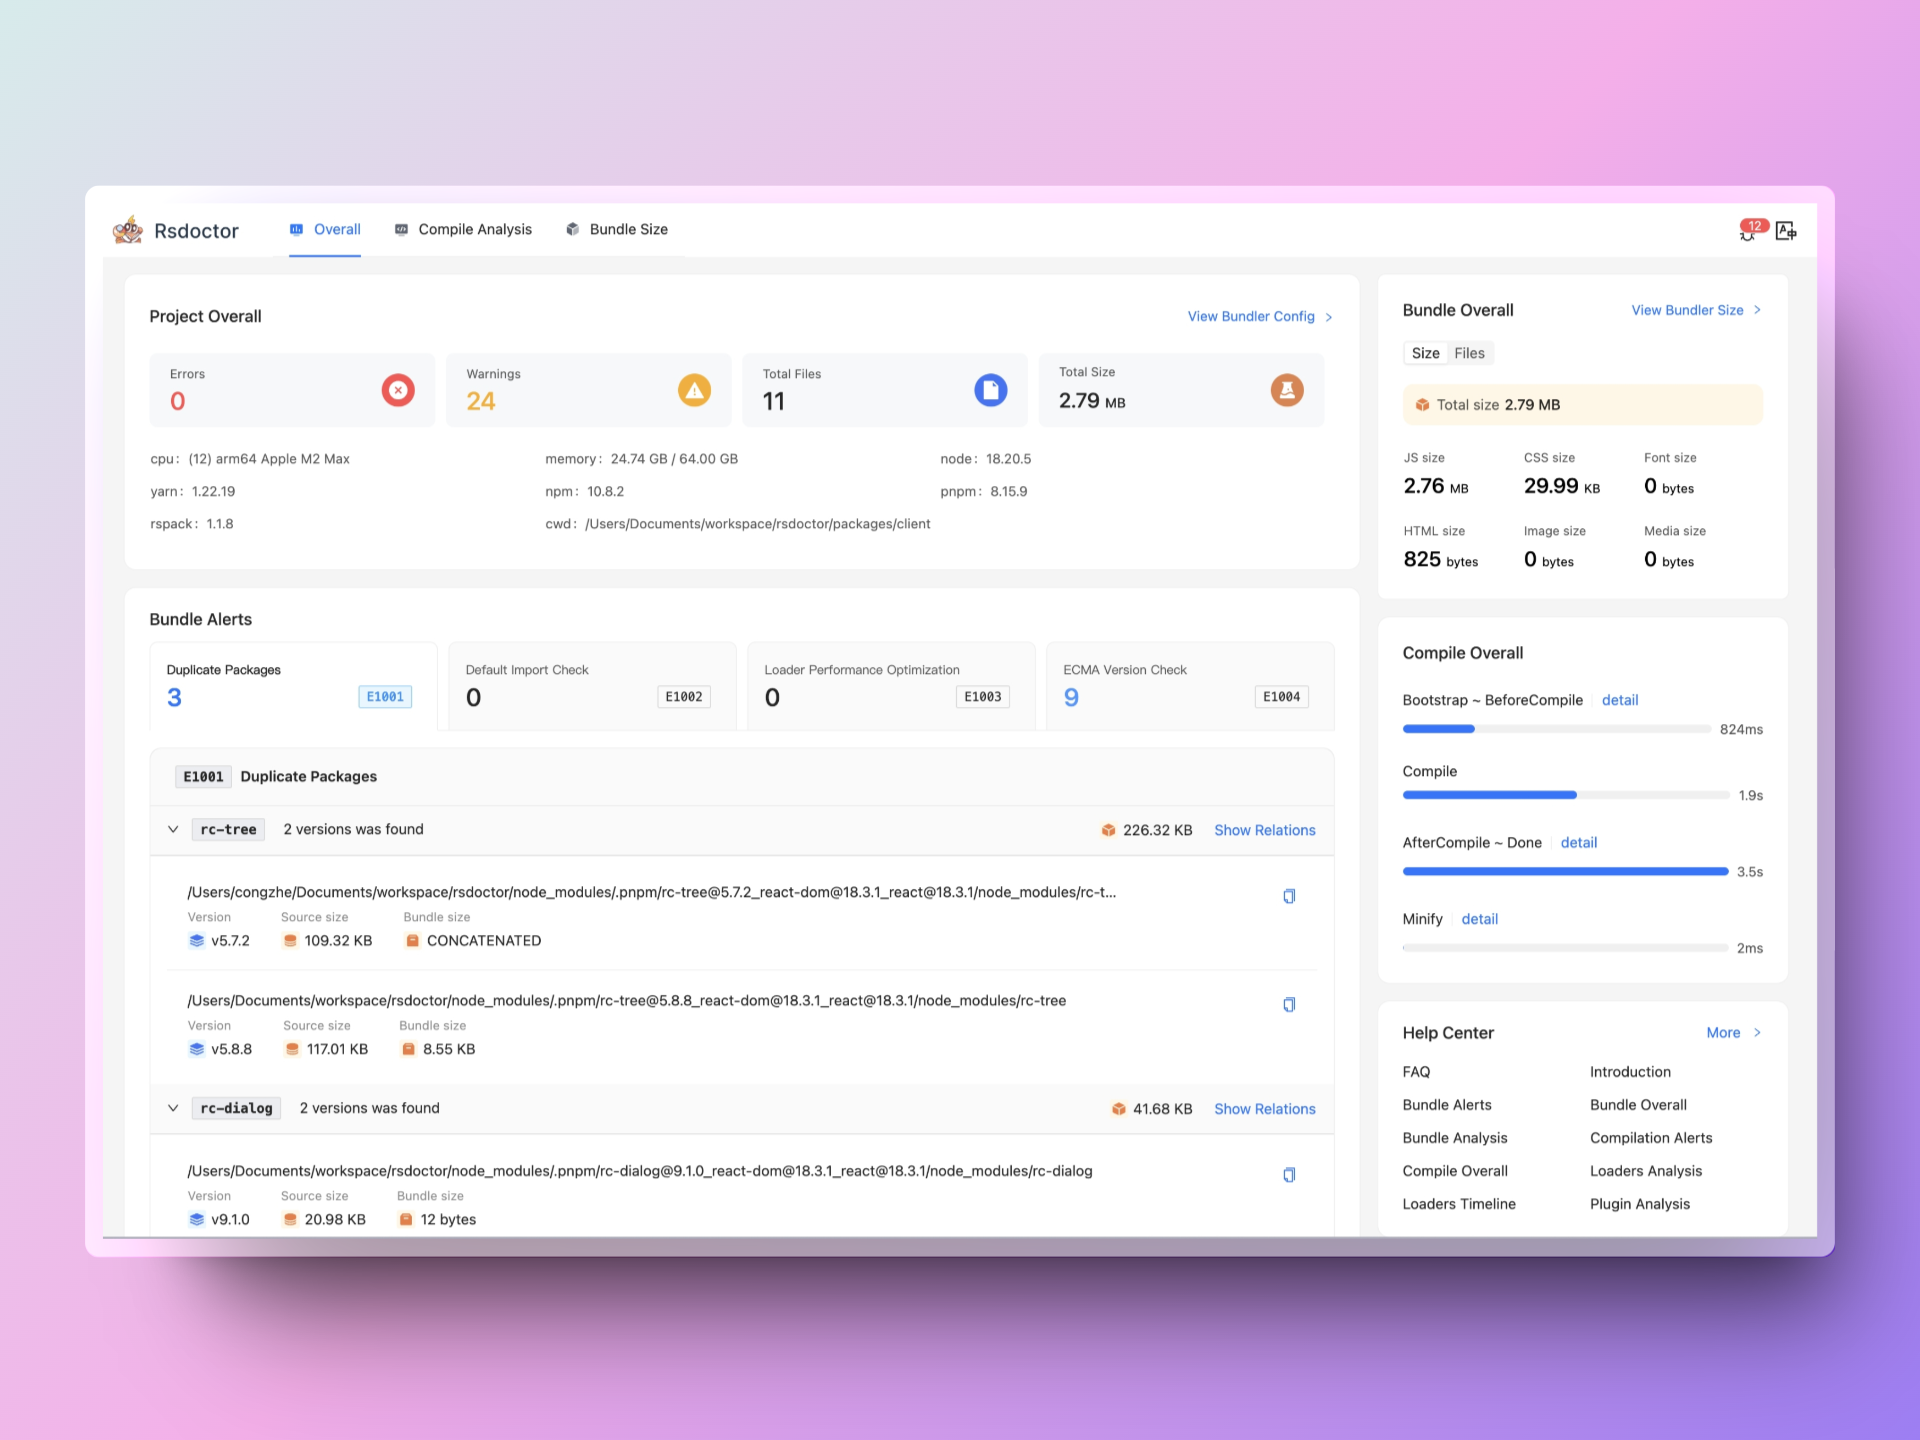 Rsdoctor
Overall
Compile Analysis
Bundle Size
12
Project Overall
View Bundler Config
Errors
0
Warnings
24
Total Files
11
Total Size
2.79 MB
cpu: (12) arm64 Apple M2 Max
memory: 24.74 GB / 64.00 GB
node: 18.20.5
yarn: 1.22.19
npm: 10.8.2
pnpm: 8.15.9
rspack: 1.1.8
cwd: /Users/Documents/workspace/rsdoctor/packages/client
Bundle Alerts
Duplicate Packages
3
E1001
Default Import Check
0
E1002
Loader Performance Optimization
0
E1003
ECMA Version Check
9
E1004
E1001 Duplicate Packages
rc-tree 2 versions was found
226.32 KB
Show Relations
/Users/congzhe/Documents/workspace/rsdoctor/node_modules/.pnpm/rc-tree@5.7.2_react-dom@18.3.1_react@18.3.1/node_modules/rc-t...
Version Source size Bundle size
v5.7.2 109.32 KB CONCATENATED
/Users/Documents/workspace/rsdoctor/node_modules/.pnpm/rc-tree@5.8.8_react-dom@18.3.1_react@18.3.1/node_modules/rc-tree
Version Source size Bundle size
v5.8.8 117.01 KB 8.55 KB
rc-dialog 2 versions was found
41.68 KB
Show Relations
/Users/Documents/workspace/rsdoctor/node_modules/.pnpm/rc-dialog@9.1.0_react-dom@18.3.1_react@18.3.1/node_modules/rc-dialog
Version Source size Bundle size
v9.1.0 20.98 KB 12 bytes
Bundle Overall
View Bundler Size
Size Files
Total size 2.79 MB
JS size CSS size Font size
2.76 MB 29.99 KB 0 bytes
HTML size Image size Media size
825 bytes 0 bytes 0 bytes
Compile Overall
Bootstrap ~ BeforeCompile detail
824ms
Compile
1.9s
AfterCompile ~ Done detail
3.5s
Minify detail
2ms
Help Center
More
FAQ Introduction
Bundle Alerts Bundle Overall
Bundle Analysis Compilation Alerts
Compile Overall Loaders Analysis
Loaders Timeline Plugin Analysis